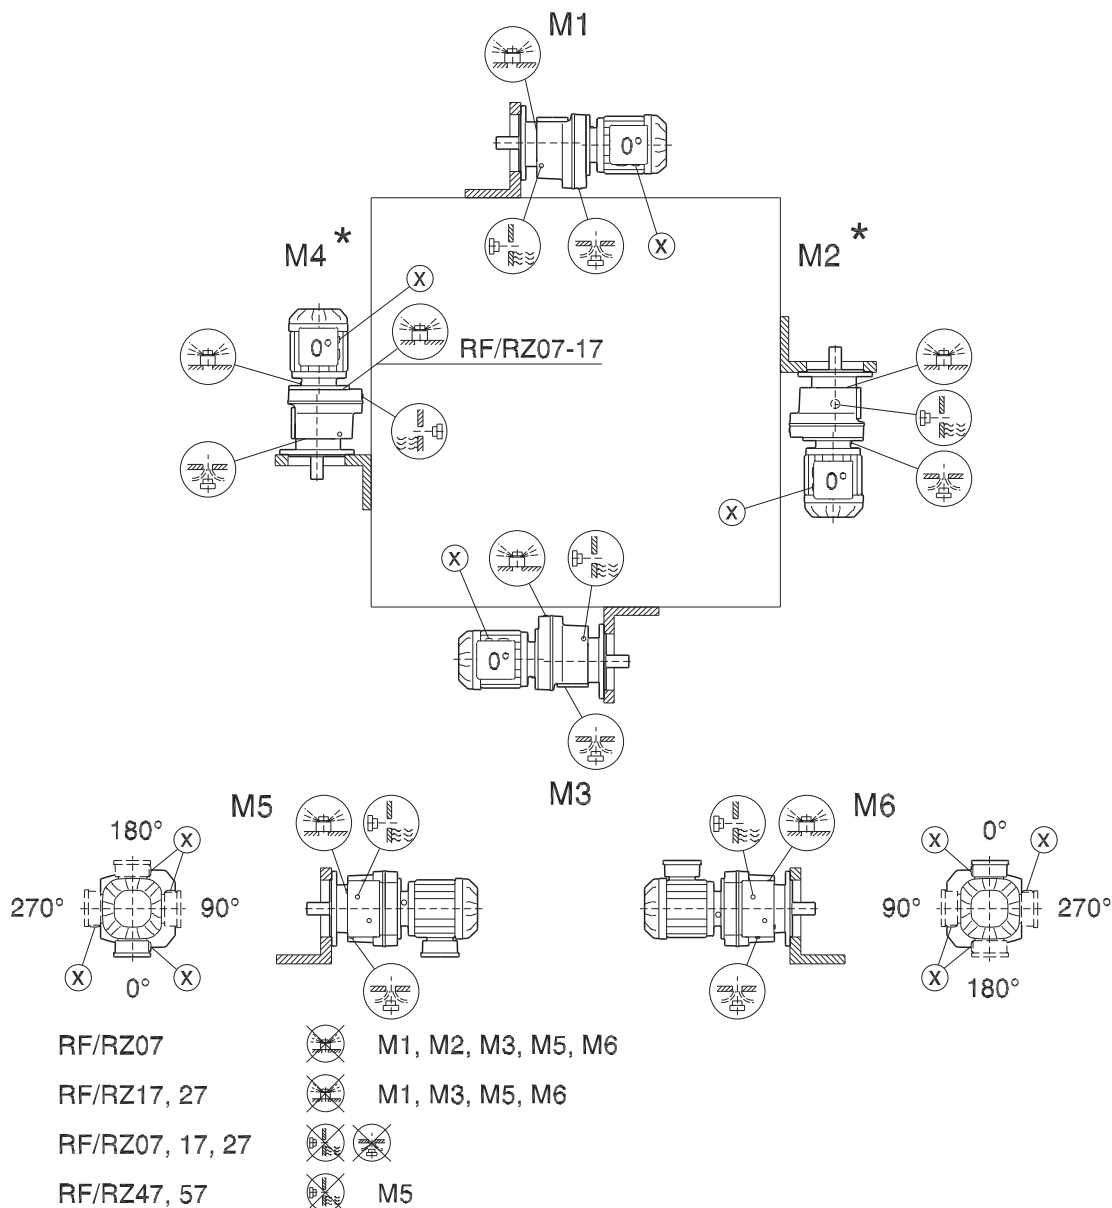 M1
0°
X
M4 *
M2 *
X
RF/RZ07-17
0°
0°
X
X
0°
M3
M5
M6
180°
X
270°
90°
X
0°
X
0°
X
X
90°
270°
X
180°
RF/RZ07 M1, M2, M3, M5, M6
RF/RZ17, 27 M1, M3, M5, M6
RF/RZ07, 17, 27
RF/RZ47, 57 M5